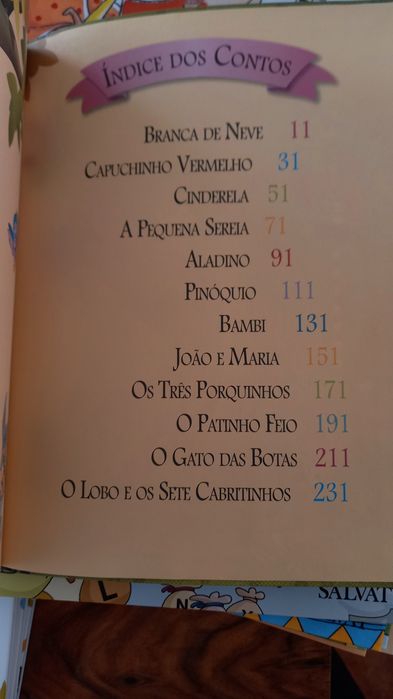 ÍNDICE DOS CONTOS
BRANCA DE NEVE 11
CAPUCHINHO VERMELHO 31
CINDERELA 51
A PEQUENA SEREIA 71
ALADINO 91
PINÓQUIO 111
BAMBI 131
JOÃO E MARIA 151
OS TRÊS PORQUINHOS 171
O PATINHO FEIO 191
O GATO DAS BOTAS 211
O LOBO E OS SETE CABRITINHOS 231
L N
SALVAT